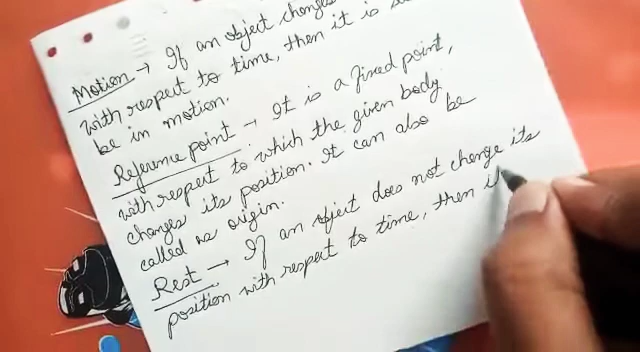 Motion → If an object changes
with respect to time, then it is
be in motion.
Reference point → It is a fixed point,
with respect to which the given body
changes its position. It can also be
called as origin.
Rest → If an object does not change its
position with respect to time, then